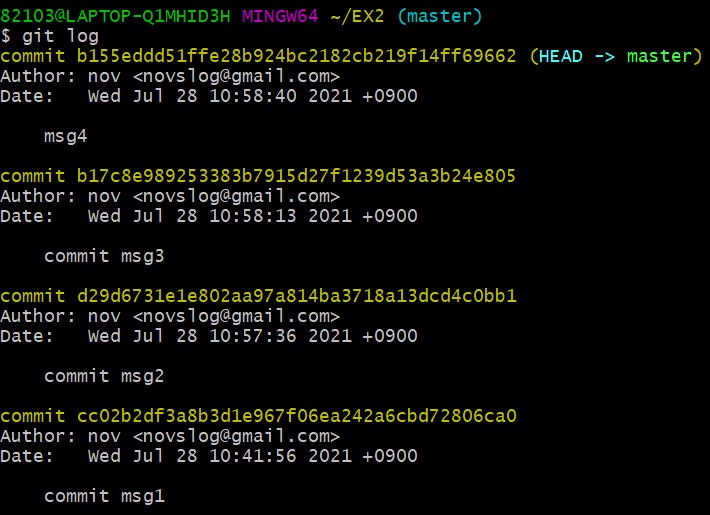 82103@LAPTOP-Q1MHID3H MINGW64 ~/EX2 (master)
$ git log
commit b155eddd51ffe28b924bc2182cb219f14ff69662 (HEAD -> master)
Author: nov <novslog@gmail.com>
Date:   Wed Jul 28 10:58:40 2021 +0900
msg4
commit b17c8e989253383b7915d27f1239d53a3b24e805
Author: nov <novslog@gmail.com>
Date:   Wed Jul 28 10:58:13 2021 +0900
commit msg3
commit d29d6731e1e802aa97a814ba3718a13dcd4c0bb1
Author: nov <novslog@gmail.com>
Date:   Wed Jul 28 10:57:36 2021 +0900
commit msg2
commit cc02b2df3a8b3d1e967f06ea242a6cbd72806ca0
Author: nov <novslog@gmail.com>
Date:   Wed Jul 28 10:41:56 2021 +0900
commit msg1